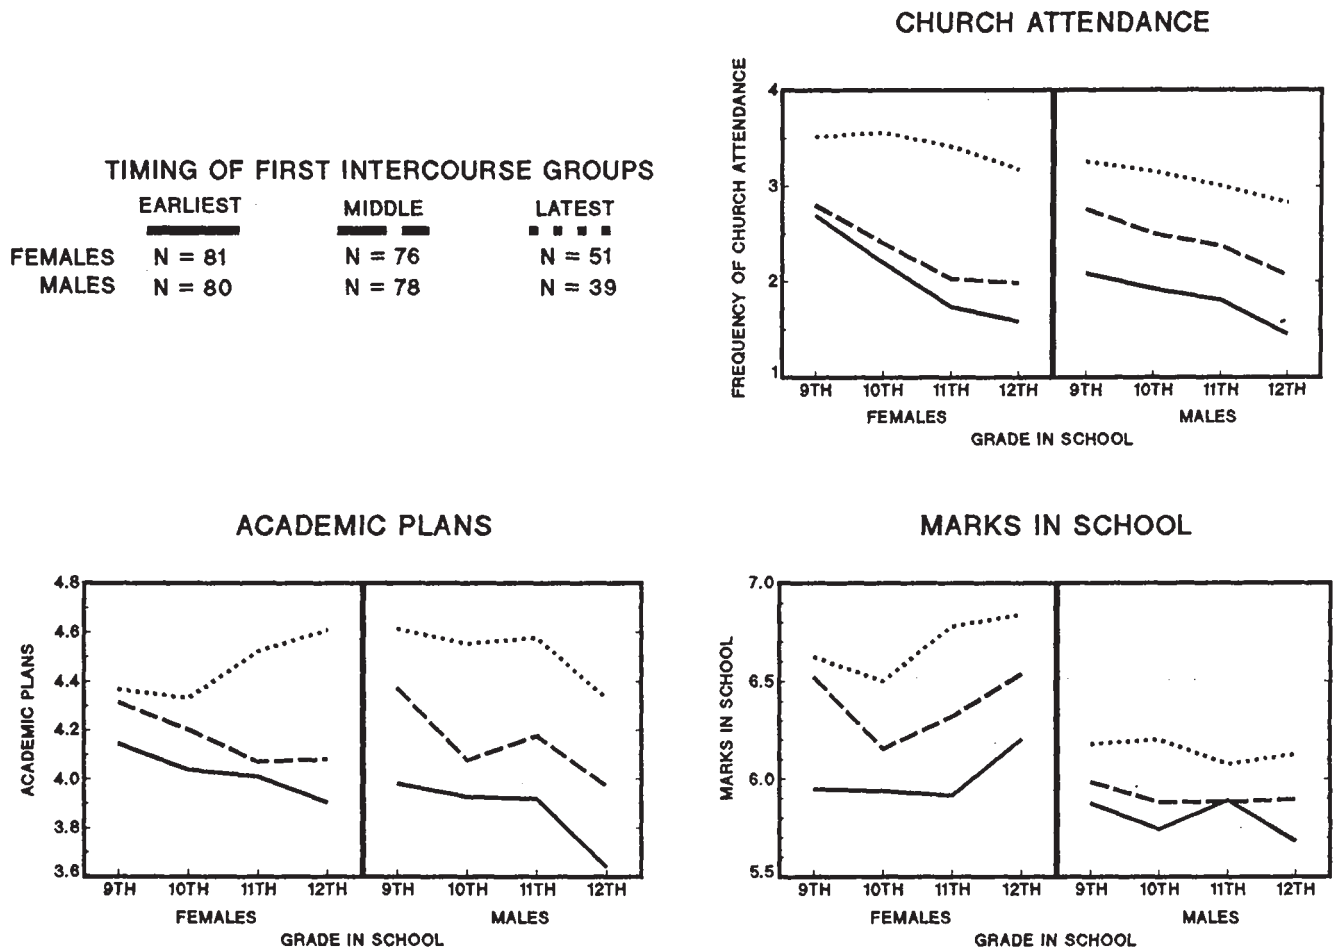 CHURCH ATTENDANCE
TIMING OF FIRST INTERCOURSE GROUPS
EARLIEST MIDDLE LATEST
FEMALES N = 81 N = 76 N = 51
MALES N = 80 N = 78 N = 39
FREQUENCY OF CHURCH ATTENDANCE
4
3
2
1
9TH 10TH 11TH 12TH 9TH 10TH 11TH 12TH
FEMALES MALES
GRADE IN SCHOOL
ACADEMIC PLANS
ACADEMIC PLANS
4.8
4.6
4.4
4.2
4.0
3.8
3.6
9TH 10TH 11TH 12TH 9TH 10TH 11TH 12TH
FEMALES MALES
GRADE IN SCHOOL
MARKS IN SCHOOL
MARKS IN SCHOOL
7.0
6.5
6.0
5.5
9TH 10TH 11TH 12TH 9TH 10TH 11TH 12TH
FEMALES MALES
GRADE IN SCHOOL